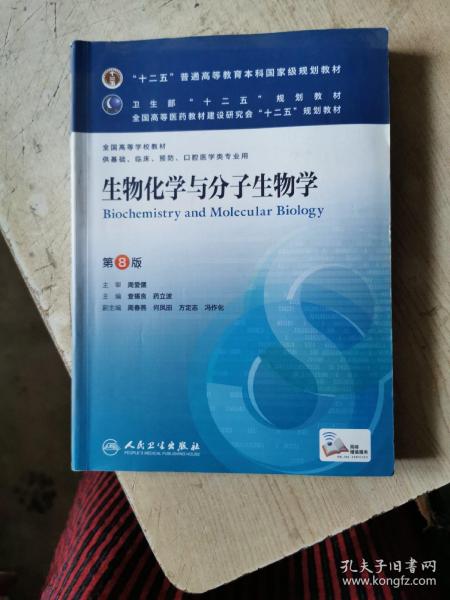 “十二五”普通高等教育本科国家级规划教材
卫生部“十二五”规划教材
全国高等医药教材建设研究会“十二五”规划教材
全国高等学校教材
供基础、临床、预防、口腔医学类专业用
生物化学与分子生物学
Biochemistry and Molecular Biology
第8版
主审 周爱儒
主编 查锡良 药立波
副主编 周春燕 何凤田 方定志 冯作化
人民卫生出版社
PEOPLE'S MEDICAL PUBLISHING HOUSE
网络
增值服务
孔夫子旧书网
www.kongfz.com